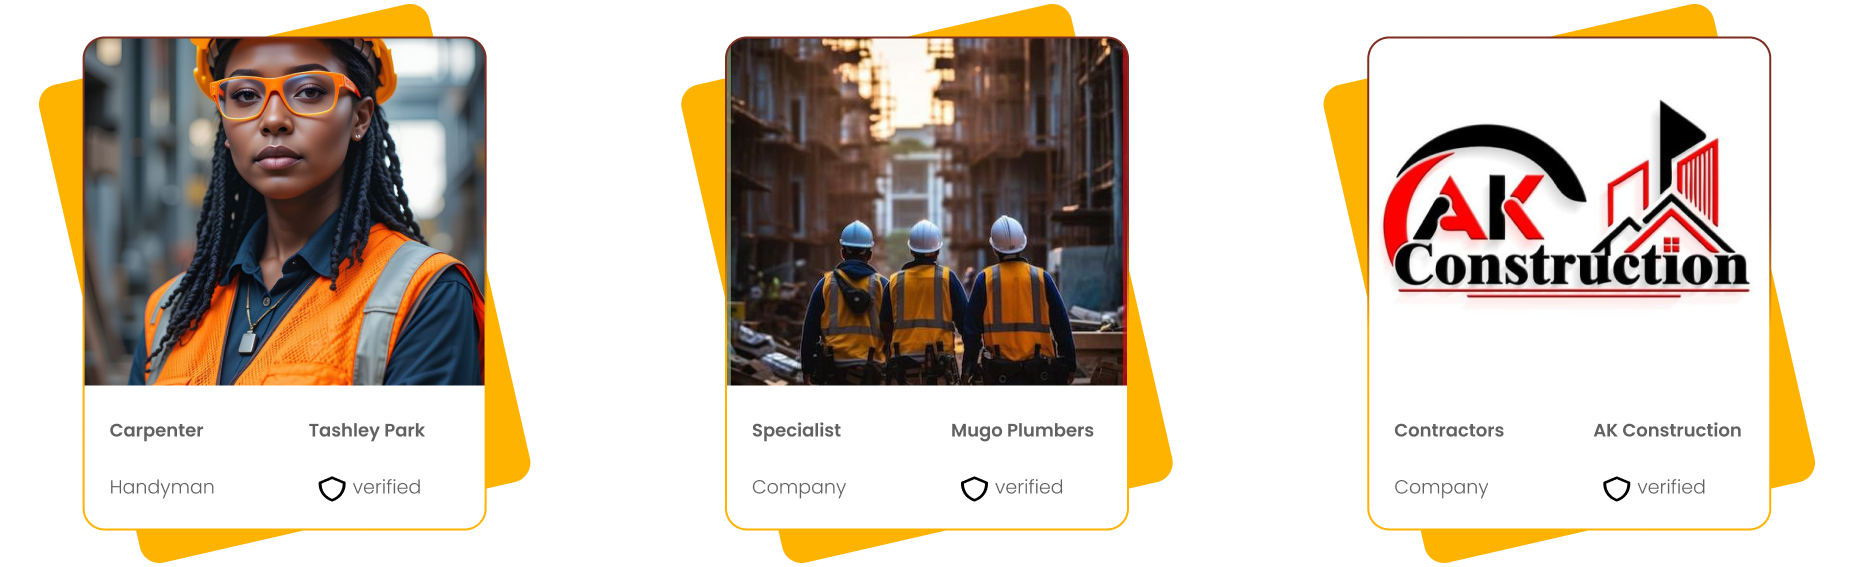 Carpenter Tashley Park
Handyman verified
Specialist Mugo Plumbers
Company verified
AK
Construction
Contractors AK Construction
Company verified